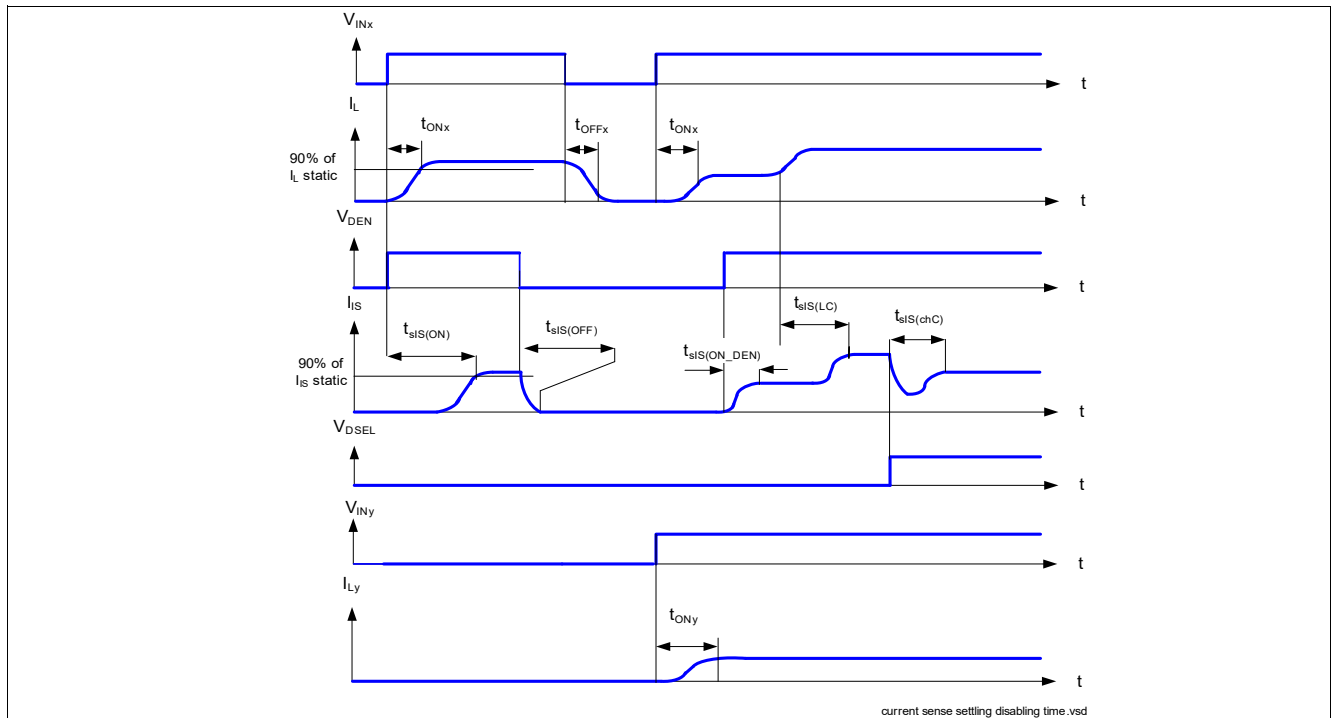 VINx
t
IL
tONx
tOFFx
tONx
90% of
IL static
t
VDEN
t
IIS
tsIS(ON)
tsIS(OFF)
tsIS(LC)
tsIS(chC)
tsIS(ON_DEN)
90% of
IIS static
t
VDSEL
t
VINy
t
ILy
tONy
t
current sense settling disabling time.vsd